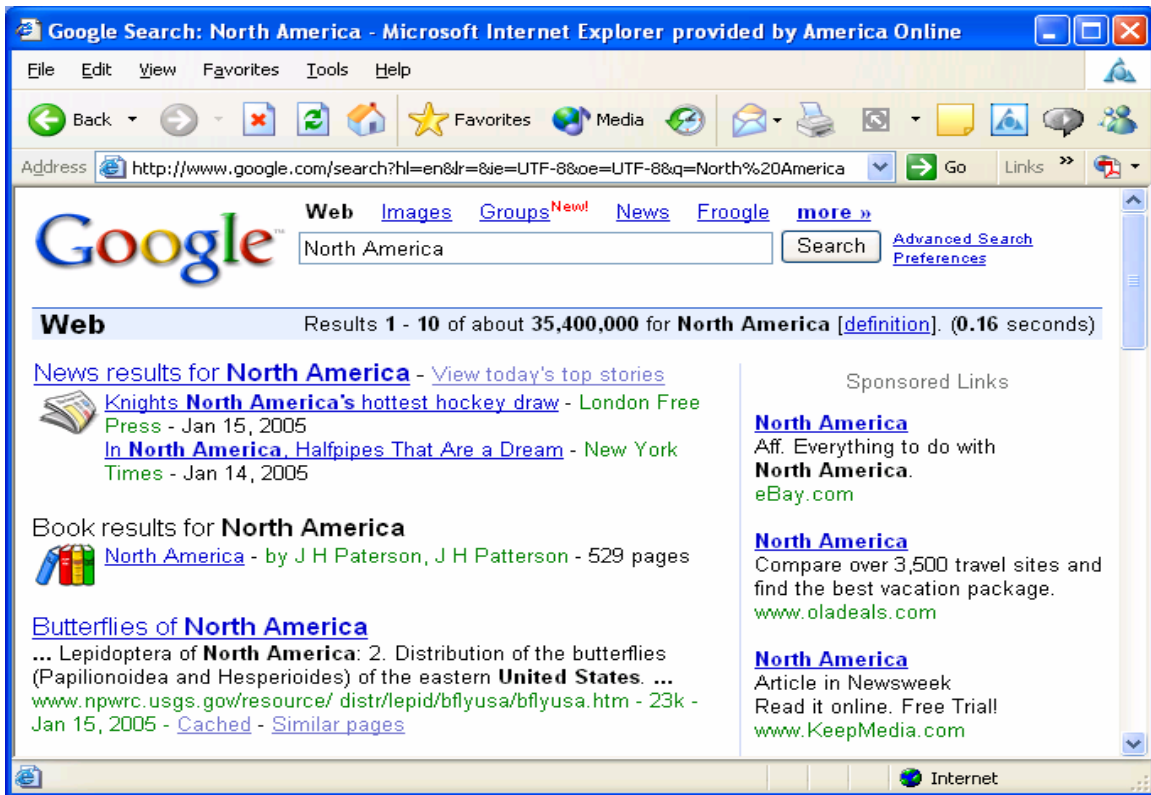 Google Search: North America - Microsoft Internet Explorer provided by America Online
File Edit View Favorites Tools Help
Back Favorites Media
Address http://www.google.com/search?hl=en&lr=&ie=UTF-8&oe=UTF-8&q=North%20America Go Links »
Web Images Groups New! News Froogle more »
Google™
North America Search Advanced Search
Preferences
Web Results 1 - 10 of about 35,400,000 for North America [definition]. (0.16 seconds)
News results for North America - View today's top stories
Knights North America's hottest hockey draw - London Free
Press - Jan 15, 2005
In North America, Halfpipes That Are a Dream - New York
Times - Jan 14, 2005
Book results for North America
North America - by J H Paterson, J H Patterson - 529 pages
Butterflies of North America
... Lepidoptera of North America: 2. Distribution of the butterflies
(Papilionoidea and Hesperioides) of the eastern United States. ...
www.npwrc.usgs.gov/resource/ distr/lepid/bflyusa/bflyusa.htm - 23k -
Jan 15, 2005 - Cached - Similar pages
Sponsored Links
North America
Aff. Everything to do with
North America.
eBay.com
North America
Compare over 3,500 travel sites and
find the best vacation package.
www.oladeals.com
North America
Article in Newsweek
Read it online. Free Trial!
www.KeepMedia.com
Internet